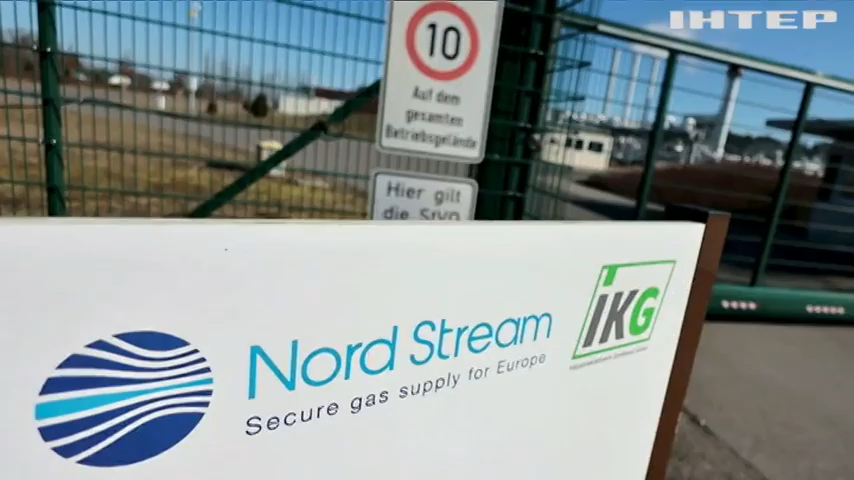 ІНТЕР
10
Auf dem
gesamten
Betriebsgelände
Hier gilt
die StVO
Nord Stream
Secure gas supply for Europe
IKG